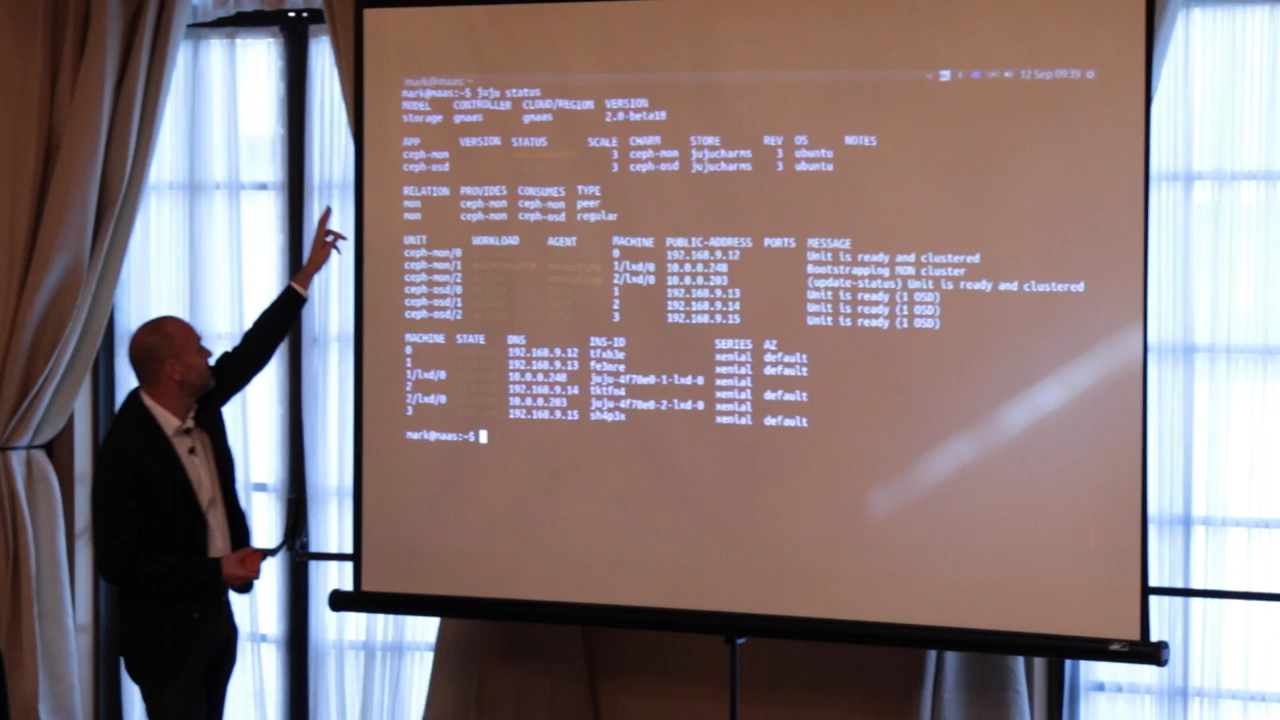 mark@maas: ~
12 Sep 09:39
mark@maas:~$ juju status
MODEL CONTROLLER CLOUD/REGION VERSION
storage gmaas gmaas 2.0-beta18
APP VERSION STATUS SCALE CHARM STORE REV OS NOTES
ceph-mon 3 ceph-mon jujucharms 3 ubuntu
ceph-osd 3 ceph-osd jujucharms 3 ubuntu
RELATION PROVIDES CONSUMES TYPE
mon ceph-mon ceph-mon peer
mon ceph-mon ceph-osd regular
UNIT WORKLOAD AGENT MACHINE PUBLIC-ADDRESS PORTS MESSAGE
ceph-mon/0 0 192.168.9.12 Unit is ready and clustered
ceph-mon/1 maintenance executing 1/lxd/0 10.0.0.248 Bootstrapping MON cluster
ceph-mon/2 executing 2/lxd/0 10.0.0.203 (update-status) Unit is ready and clustered
ceph-osd/0 1 192.168.9.13 Unit is ready (1 OSD)
ceph-osd/1 2 192.168.9.14 Unit is ready (1 OSD)
ceph-osd/2 3 192.168.9.15 Unit is ready (1 OSD)
MACHINE STATE DNS INS-ID SERIES AZ
0 192.168.9.12 tfxh3e xenial default
1 192.168.9.13 fe3nre xenial default
1/lxd/0 10.0.0.248 juju-4f70e0-1-lxd-0 xenial
2 192.168.9.14 tktfn4 xenial default
2/lxd/0 10.0.0.203 juju-4f70e0-2-lxd-0 xenial
3 192.168.9.15 sh4p3x xenial default
mark@maas:~$